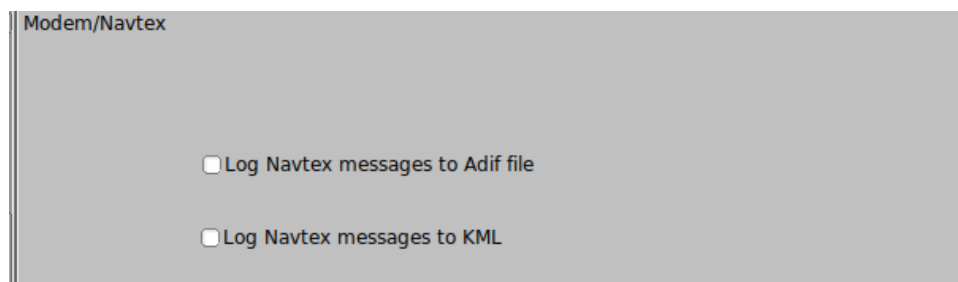 Modem/Navtex
Log Navtex messages to Adif file
Log Navtex messages to KML